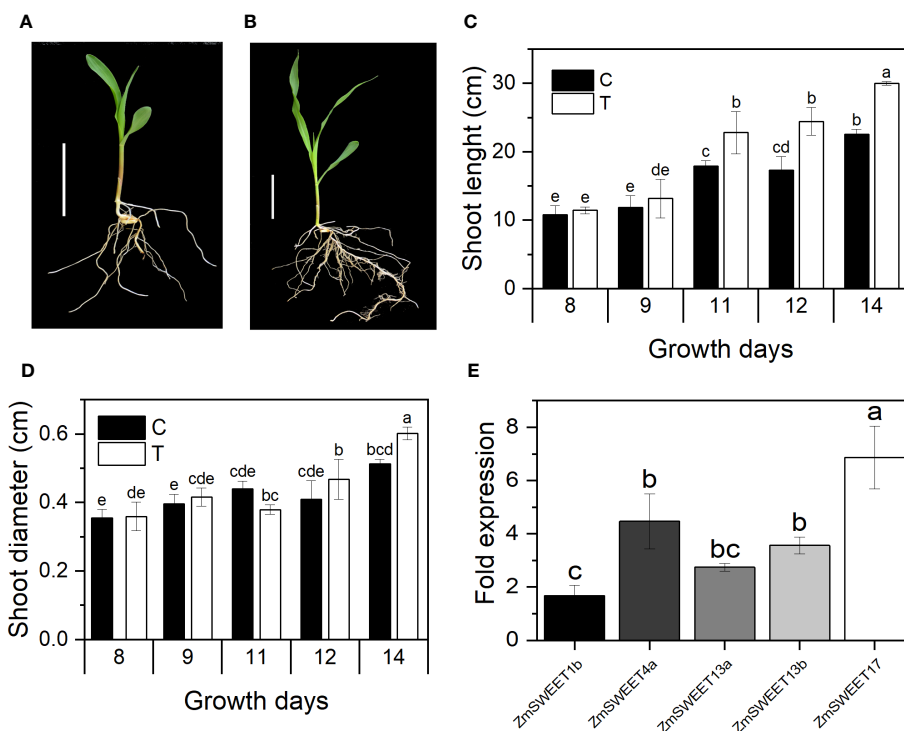 A
B
C
Shoot lenght (cm)
30
20
10
0
C
T
e
e
e
de
c
b
cd
b
b
a
8
9
11
12
14
Growth days
D
Shoot diameter (cm)
0.6
0.4
0.2
0.0
C
T
e
de
e
cde
cde
bc
cde
b
bcd
a
8
9
11
12
14
Growth days
E
Fold expression
8
6
4
2
0
c
b
bc
b
a
ZmSWEET1b
ZmSWEET4a
ZmSWEET13a
ZmSWEET13b
ZmSWEET17